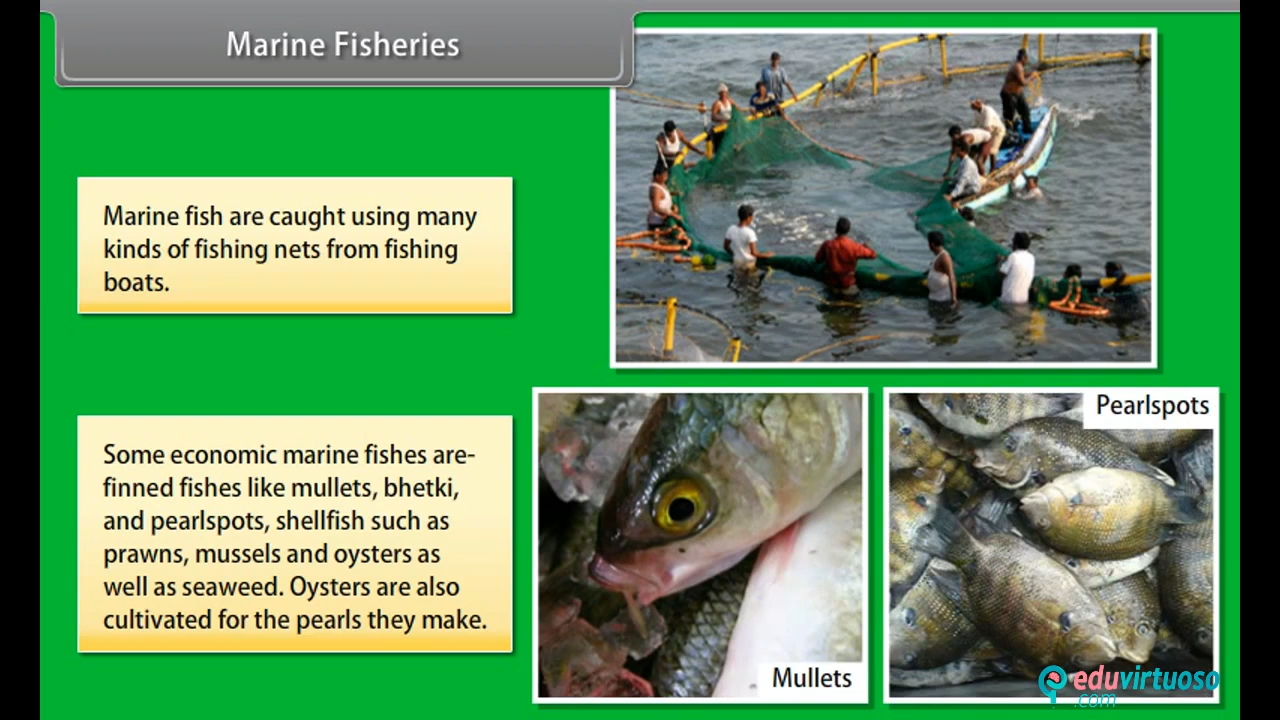 Marine Fisheries
Marine fish are caught using many
kinds of fishing nets from fishing
boats.
Some economic marine fishes are-
finned fishes like mullets, bhetki,
and pearlspots, shellfish such as
prawns, mussels and oysters as
well as seaweed. Oysters are also
cultivated for the pearls they make.
Pearlspots
Mullets
eduvirtuoso
.com